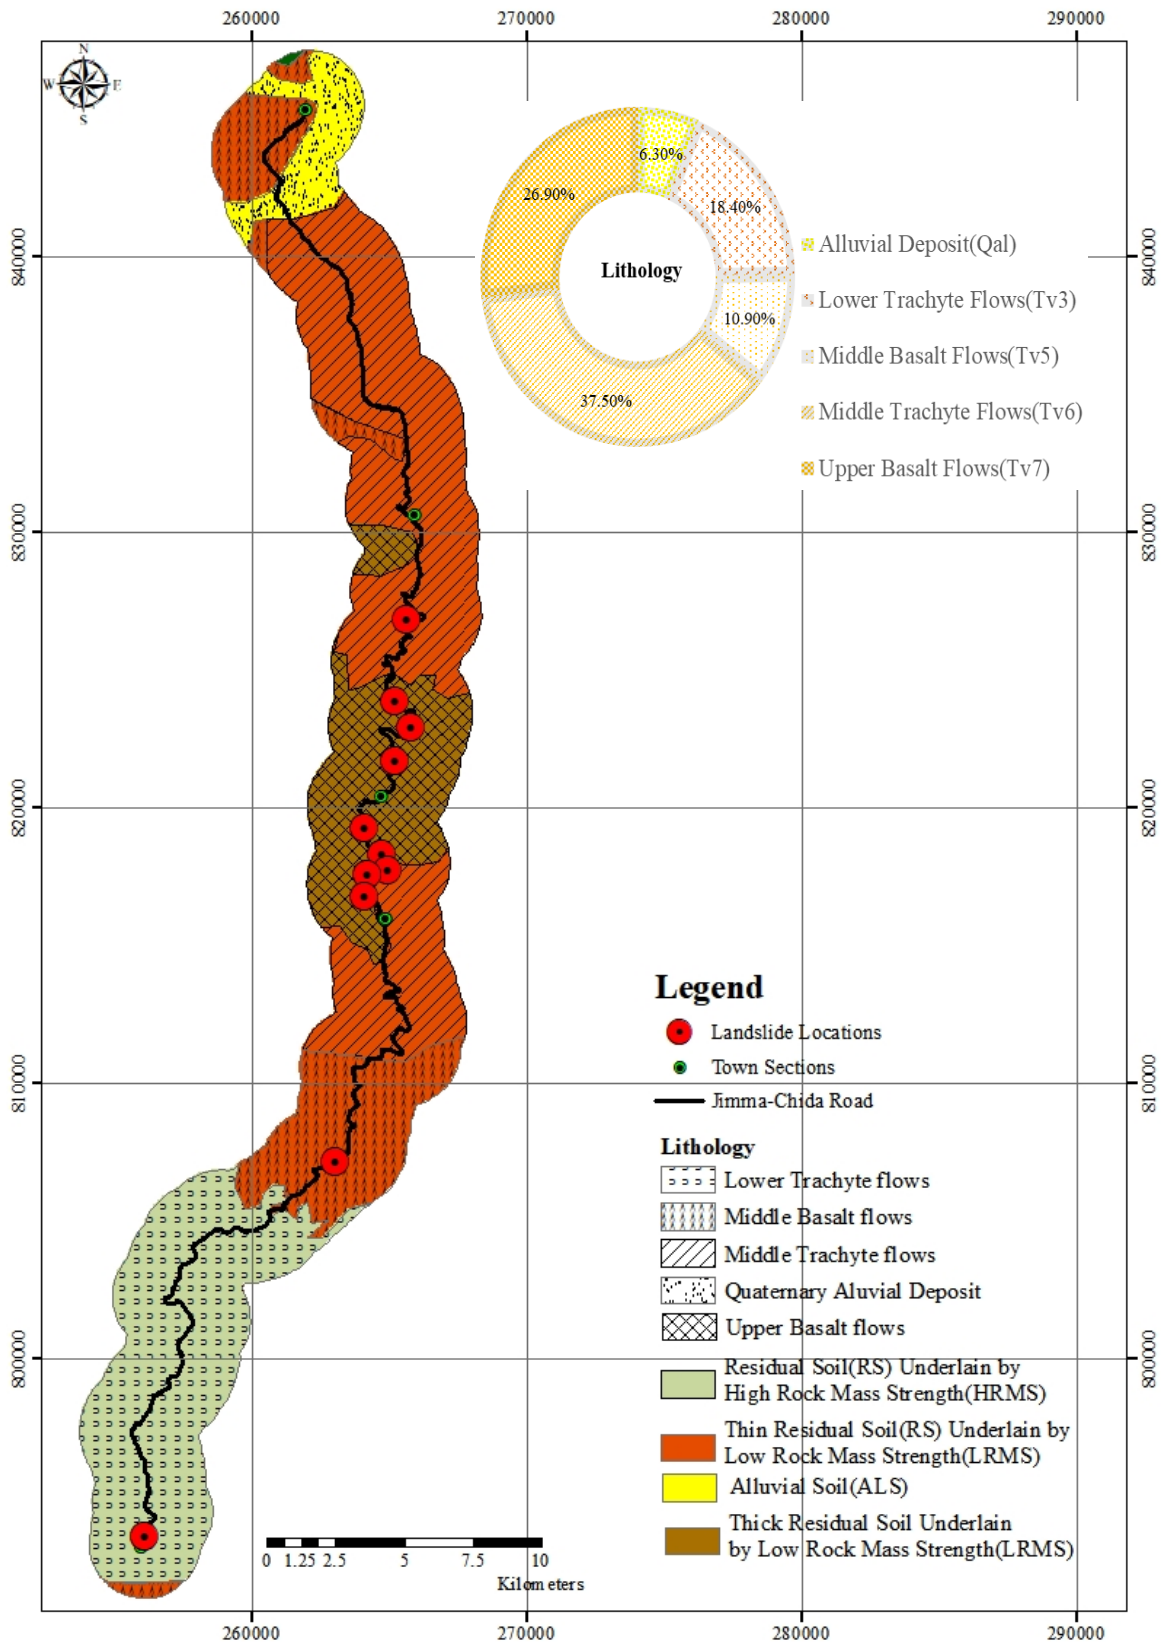 260000
270000
280000
290000
N
W
E
S
840000
830000
820000
810000
800000
840000
830000
820000
810000
800000
6.30%
18.40%
10.90%
37.50%
26.90%
Lithology
Alluvial Deposit(Qal)
Lower Trachyte Flows(Tv3)
Middle Basalt Flows(Tv5)
Middle Trachyte Flows(Tv6)
Upper Basalt Flows(Tv7)
Legend
Landslide Locations
Town Sections
Jimma-Chida Road
Lithology
Lower Trachyte flows
Middle Basalt flows
Middle Trachyte flows
Quaternary Aluvial Deposit
Upper Basalt flows
Residual Soil(RS) Underlain by
High Rock Mass Strength(HRMS)
Thin Residual Soil(RS) Underlain by
Low Rock Mass Strength(LRMS)
Alluvial Soil(ALS)
Thick Residual Soil Underlain
by Low Rock Mass Strength(LRMS)
0 1.25 2.5 5 7.5 10
Kilometers
260000
270000
280000
290000